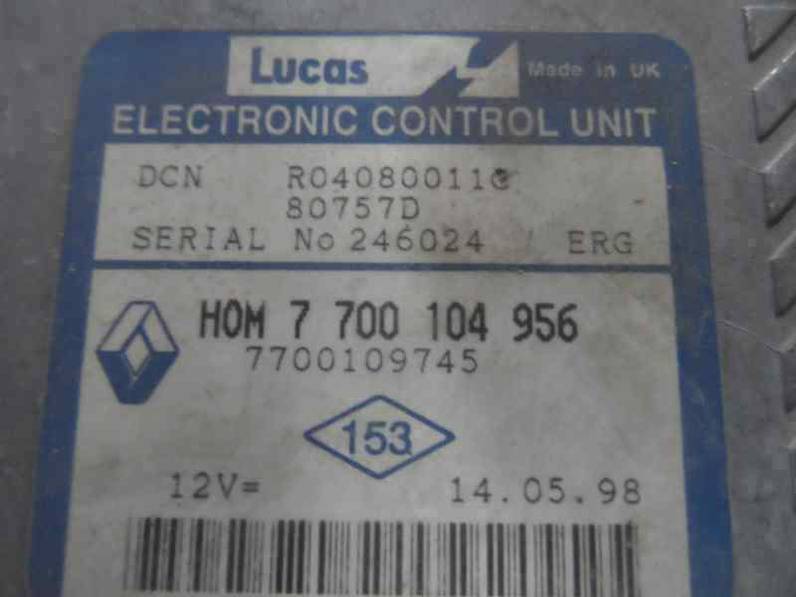 Lucas Made in UK
ELECTRONIC CONTROL UNIT
DCN R04080011C
80757D
SERIAL No 246024 ERG
HOM 7 700 104 956
7700109745
153
12V= 14.05.98